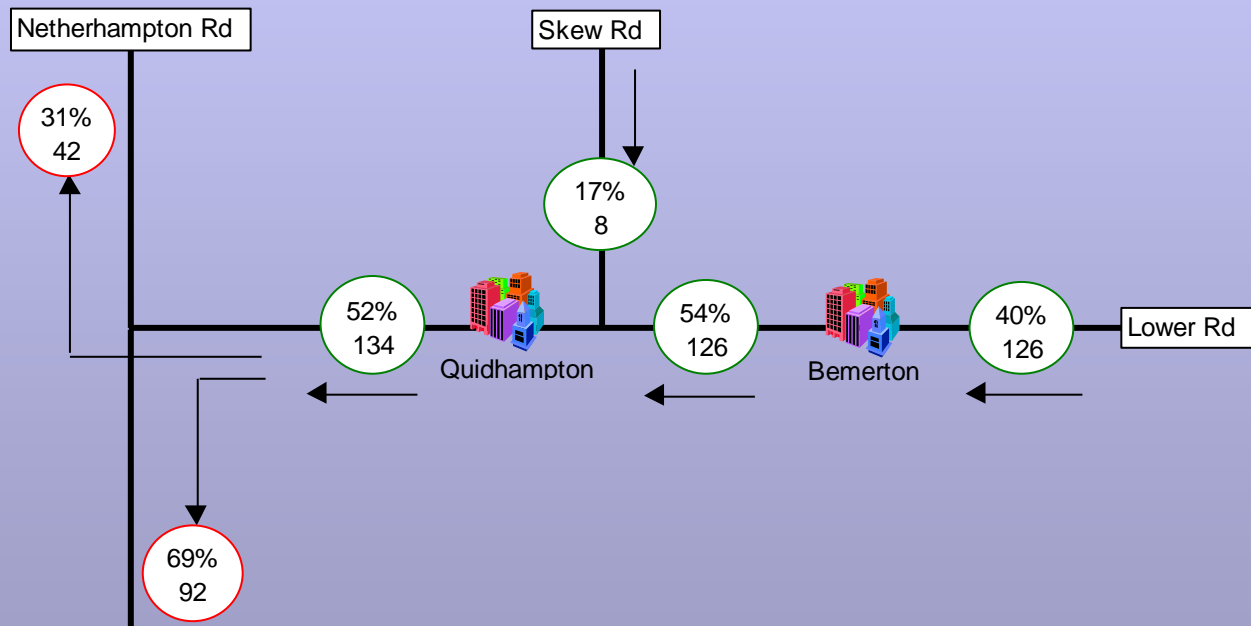 Netherhampton Rd
Skew Rd
31%
42
17%
8
52%
134
54%
126
40%
126
Lower Rd
Quidhampton
Bemerton
69%
92